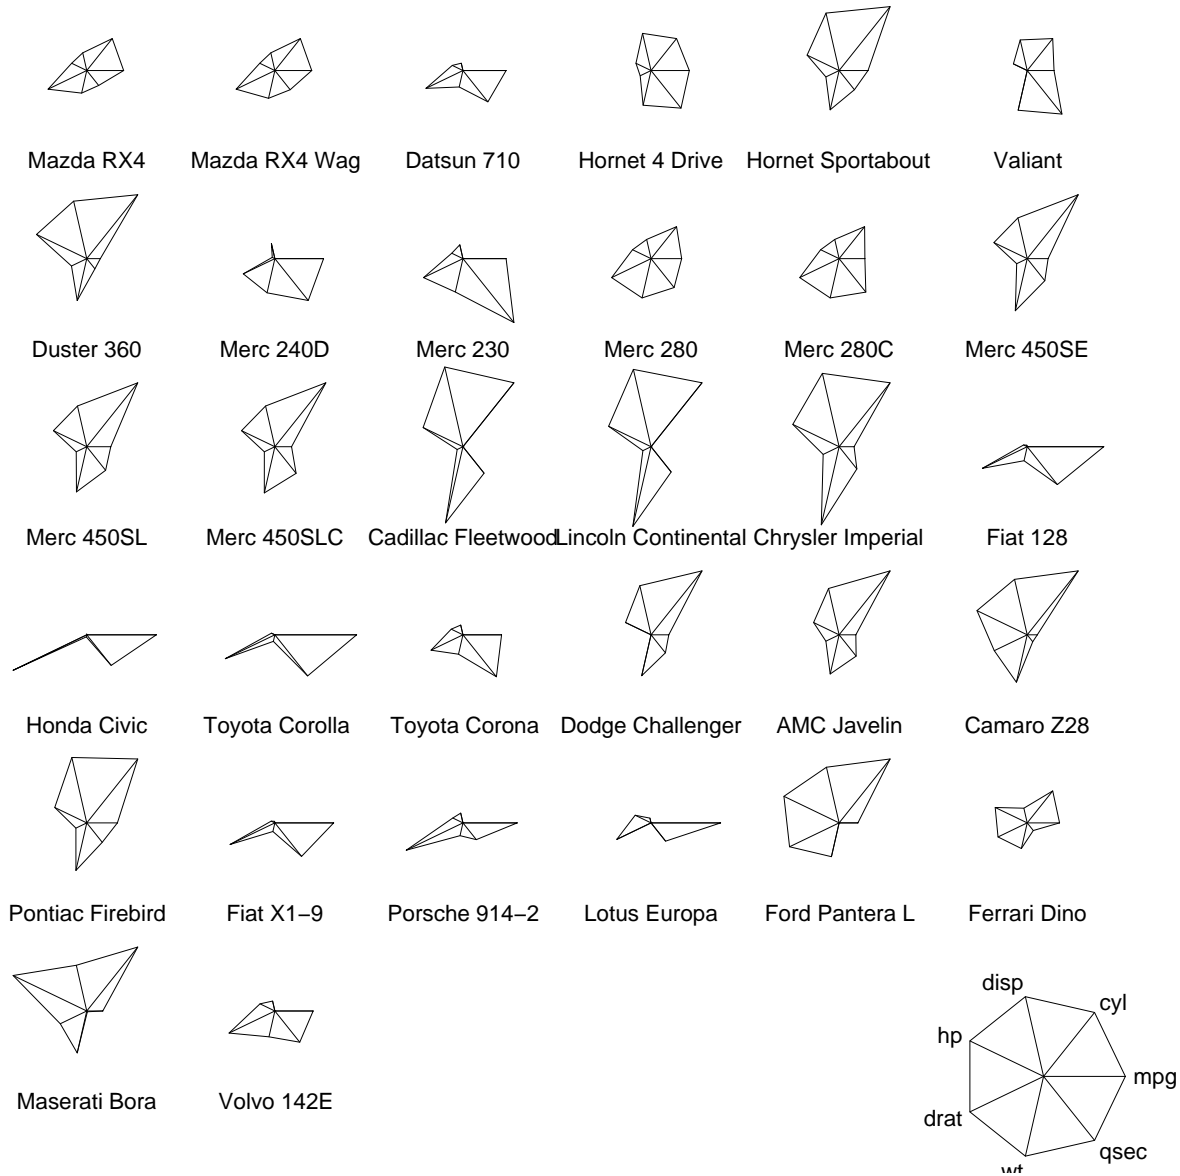 Mazda RX4
Mazda RX4 Wag
Datsun 710
Hornet 4 Drive
Hornet Sportabout
Valiant
Duster 360
Merc 240D
Merc 230
Merc 280
Merc 280C
Merc 450SE
Merc 450SL
Merc 450SLC
Cadillac Fleetwood
Lincoln Continental
Chrysler Imperial
Fiat 128
Honda Civic
Toyota Corolla
Toyota Corona
Dodge Challenger
AMC Javelin
Camaro Z28
Pontiac Firebird
Fiat X1−9
Porsche 914−2
Lotus Europa
Ford Pantera L
Ferrari Dino
Maserati Bora
Volvo 142E
disp
cyl
hp
mpg
drat
qsec
wt